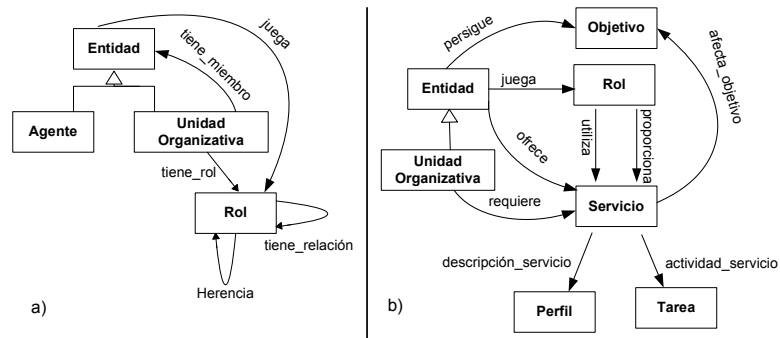 juega
Entidad
tiene_miembro
Agente
Unidad
Organizativa
tiene_rol
Rol
tiene_relación
Herencia
a)
persigue
Objetivo
afecta_objetivo
Entidad
juega
Rol
ofrece
utiliza
proporciona
Unidad
Organizativa
requiere
Servicio
descripción_servicio
actividad_servicio
Perfil
Tarea
b)